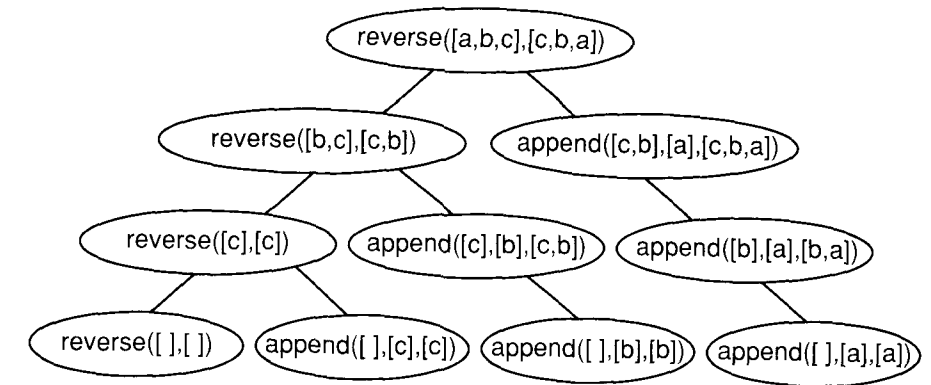 reverse([a,b,c],[c,b,a])
reverse([b,c],[c,b])
append([c,b],[a],[c,b,a])
reverse([c],[c])
append([c],[b],[c,b])
append([b],[a],[b,a])
reverse([ ],[ ])
append([ ],[c],[c])
append([ ],[b],[b])
append([ ],[a],[a])